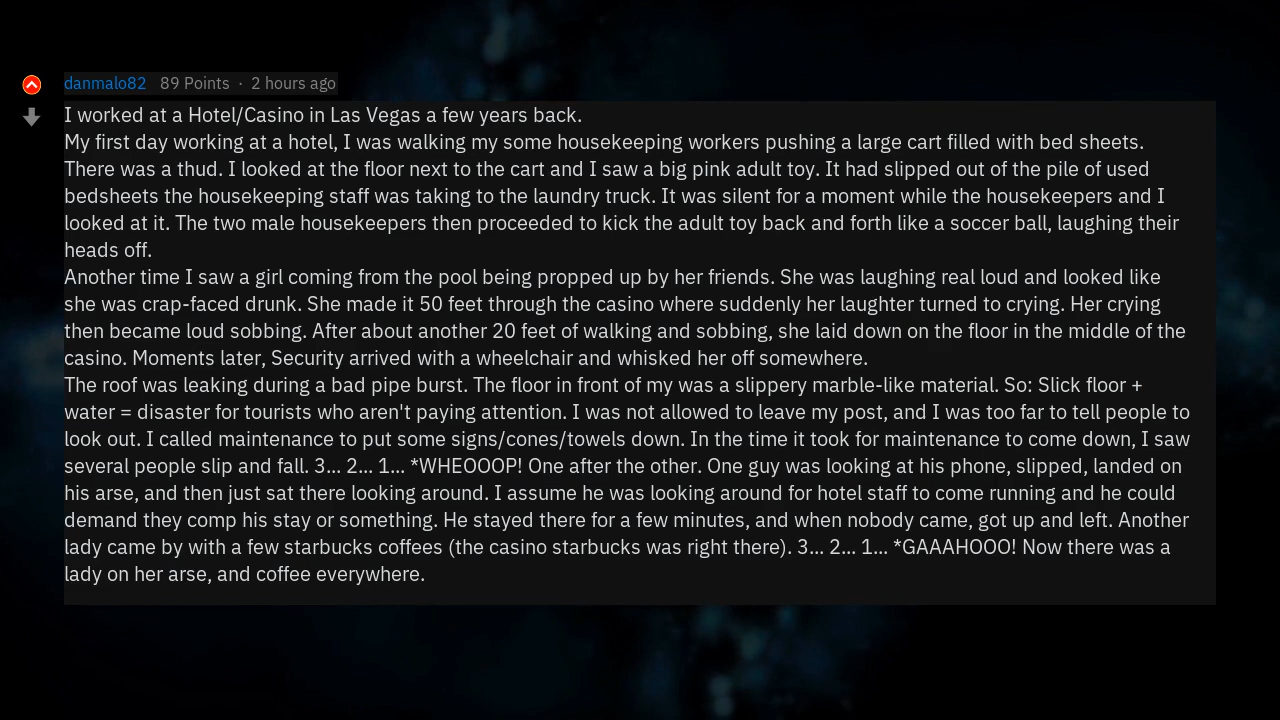 danmalo82 89 Points · 2 hours ago
I worked at a Hotel/Casino in Las Vegas a few years back.
My first day working at a hotel, I was walking my some housekeeping workers pushing a large cart filled with bed sheets.
There was a thud. I looked at the floor next to the cart and I saw a big pink adult toy. It had slipped out of the pile of used
bedsheets the housekeeping staff was taking to the laundry truck. It was silent for a moment while the housekeepers and I
looked at it. The two male housekeepers then proceeded to kick the adult toy back and forth like a soccer ball, laughing their
heads off.
Another time I saw a girl coming from the pool being propped up by her friends. She was laughing real loud and looked like
she was crap-faced drunk. She made it 50 feet through the casino where suddenly her laughter turned to crying. Her crying
then became loud sobbing. After about another 20 feet of walking and sobbing, she laid down on the floor in the middle of the
casino. Moments later, Security arrived with a wheelchair and whisked her off somewhere.
The roof was leaking during a bad pipe burst. The floor in front of my was a slippery marble-like material. So: Slick floor +
water = disaster for tourists who aren't paying attention. I was not allowed to leave my post, and I was too far to tell people to
look out. I called maintenance to put some signs/cones/towels down. In the time it took for maintenance to come down, I saw
several people slip and fall. 3... 2... 1... *WHEOOOP! One after the other. One guy was looking at his phone, slipped, landed on
his arse, and then just sat there looking around. I assume he was looking around for hotel staff to come running and he could
demand they comp his stay or something. He stayed there for a few minutes, and when nobody came, got up and left. Another
lady came by with a few starbucks coffees (the casino starbucks was right there). 3... 2... 1... *GAAAHOOO! Now there was a
lady on her arse, and coffee everywhere.